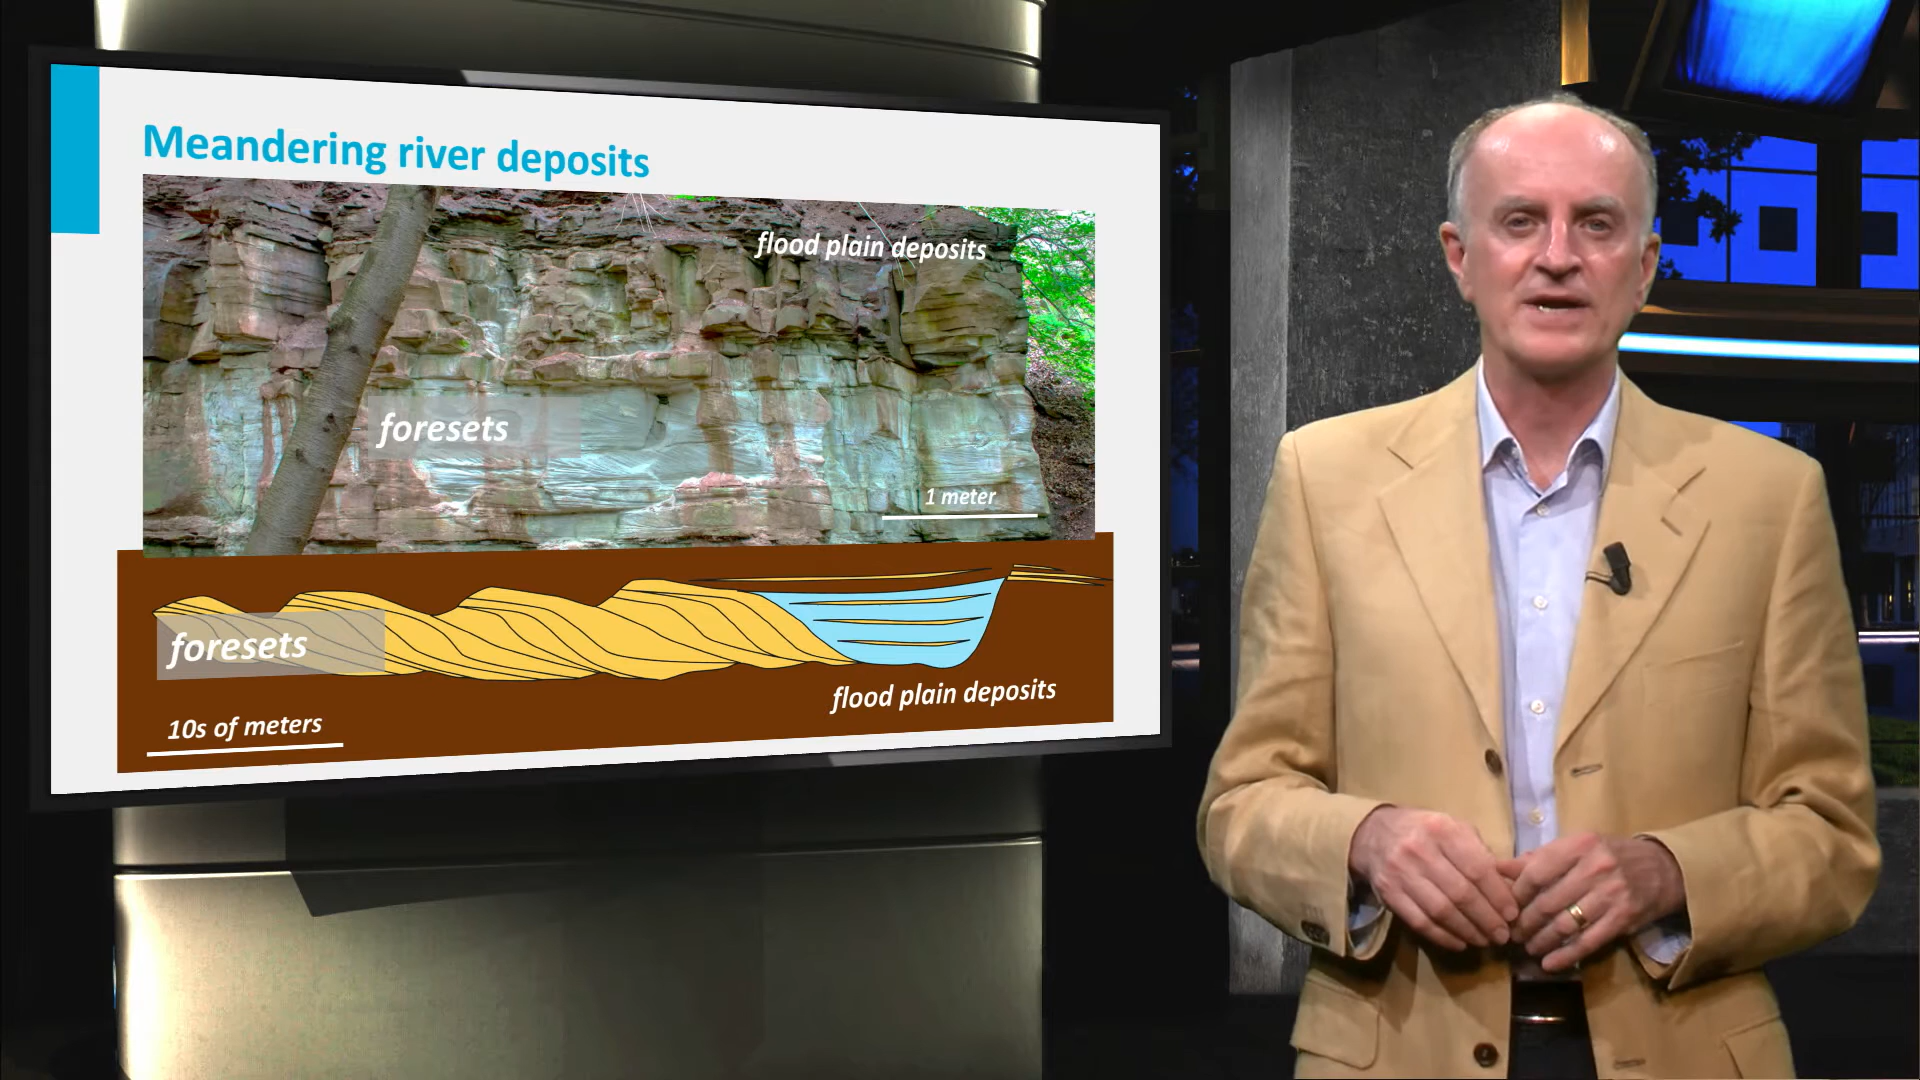 Meandering river deposits
flood plain deposits
foresets
1 meter
foresets
flood plain deposits
10s of meters